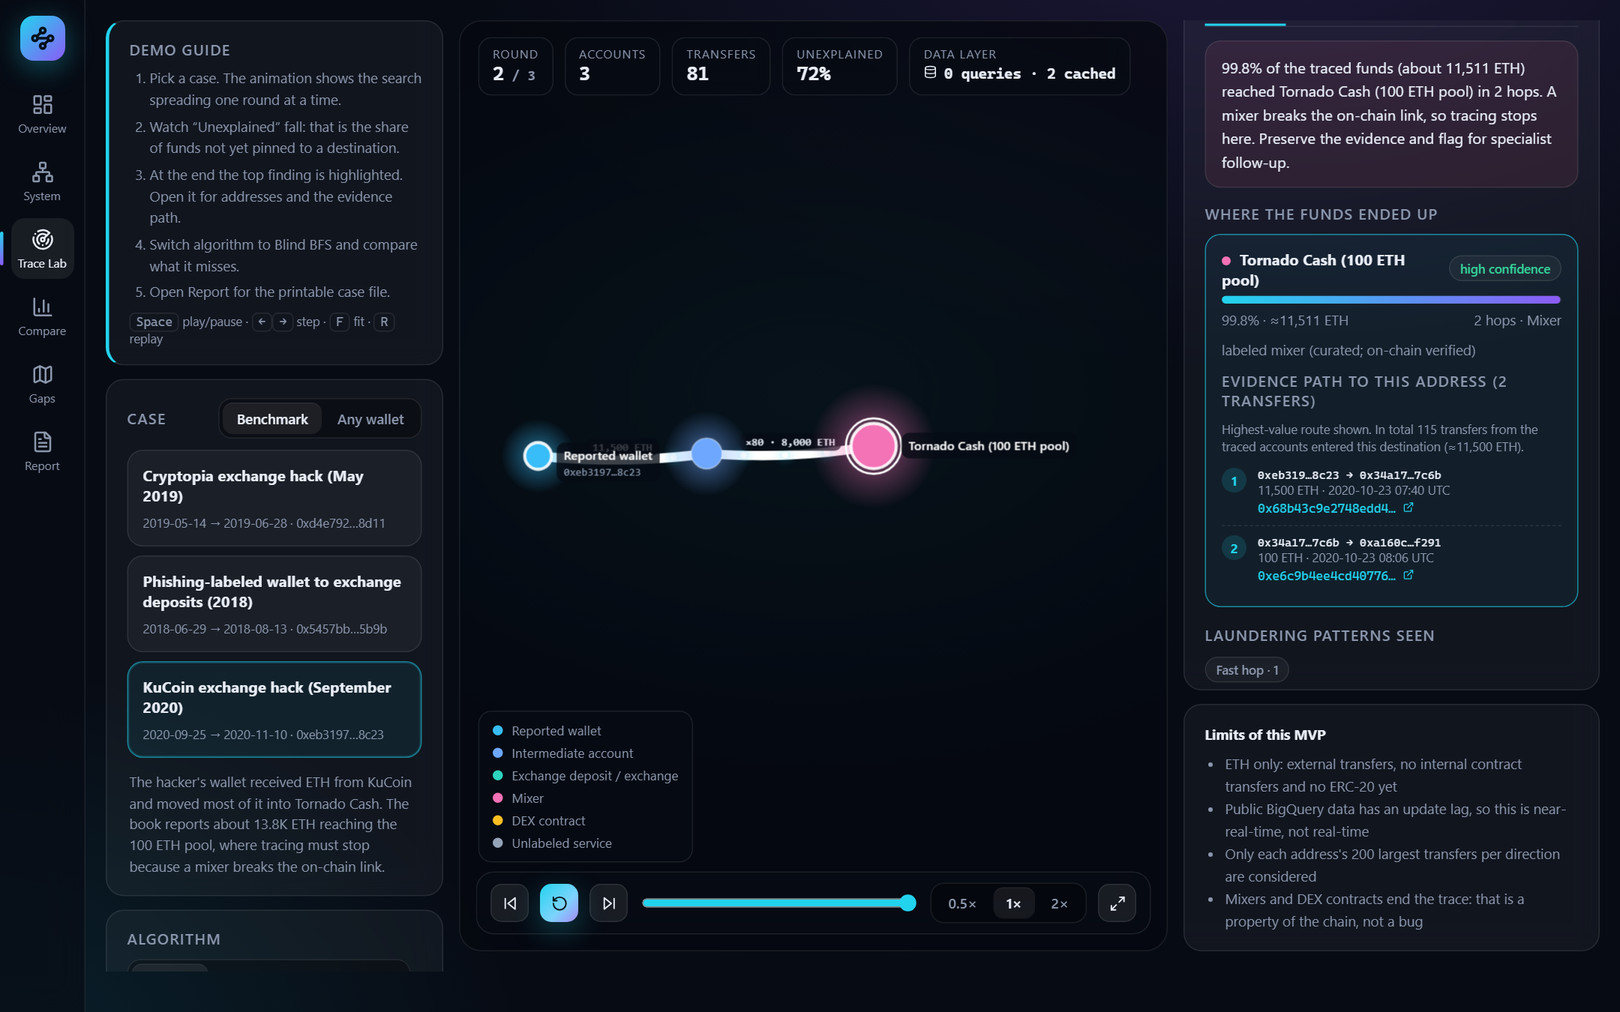 Overview
System
Trace Lab
Compare
Gaps
Report
DEMO GUIDE
1. Pick a case. The animation shows the search
spreading one round at a time.
2. Watch "Unexplained" fall: that is the share
of funds not yet pinned to a destination.
3. At the end the top finding is highlighted.
Open it for addresses and the evidence
path.
4. Switch algorithm to Blind BFS and compare
what it misses.
5. Open Report for the printable case file.
Space play/pause · ← → step · F fit · R
replay
CASE
Benchmark
Any wallet
Cryptopia exchange hack (May
2019)
2019-05-14 → 2019-06-28 · 0xd4e792…8d11
Phishing-labeled wallet to exchange
deposits (2018)
2018-06-29 → 2018-08-13 · 0x5457bb…5b9b
KuCoin exchange hack (September
2020)
2020-09-25 → 2020-11-10 · 0xeb3197…8c23
The hacker's wallet received ETH from KuCoin
and moved most of it into Tornado Cash. The
book reports about 13.8K ETH reaching the
100 ETH pool, where tracing must stop
because a mixer breaks the on-chain link.
ALGORITHM
ROUND
2 / 3
ACCOUNTS
3
TRANSFERS
81
UNEXPLAINED
72%
DATA LAYER
0 queries · 2 cached
11,500 ETH
Reported wallet
0xeb3197…8c23
×80 · 8,000 ETH
Tornado Cash (100 ETH pool)
Reported wallet
Intermediate account
Exchange deposit / exchange
Mixer
DEX contract
Unlabeled service
0.5×
1×
2×
99.8% of the traced funds (about 11,511 ETH)
reached Tornado Cash (100 ETH pool) in 2 hops. A
mixer breaks the on-chain link, so tracing stops
here. Preserve the evidence and flag for specialist
follow-up.
WHERE THE FUNDS ENDED UP
Tornado Cash (100 ETH
pool)
high confidence
99.8% · ≈11,511 ETH
2 hops · Mixer
labeled mixer (curated; on-chain verified)
EVIDENCE PATH TO THIS ADDRESS (2
TRANSFERS)
Highest-value route shown. In total 115 transfers from the
traced accounts entered this destination (≈11,500 ETH).
1
0xeb319…8c23 → 0x34a17…7c6b
11,500 ETH · 2020-10-23 07:40 UTC
0x68b43c9e2748edd4…
2
0x34a17…7c6b → 0xa160c…f291
100 ETH · 2020-10-23 08:06 UTC
0xe6c9b4ee4cd40776…
LAUNDERING PATTERNS SEEN
Fast hop · 1
Limits of this MVP
• ETH only: external transfers, no internal contract
transfers and no ERC-20 yet
• Public BigQuery data has an update lag, so this is near-
real-time, not real-time
• Only each address's 200 largest transfers per direction
are considered
• Mixers and DEX contracts end the trace: that is a
property of the chain, not a bug